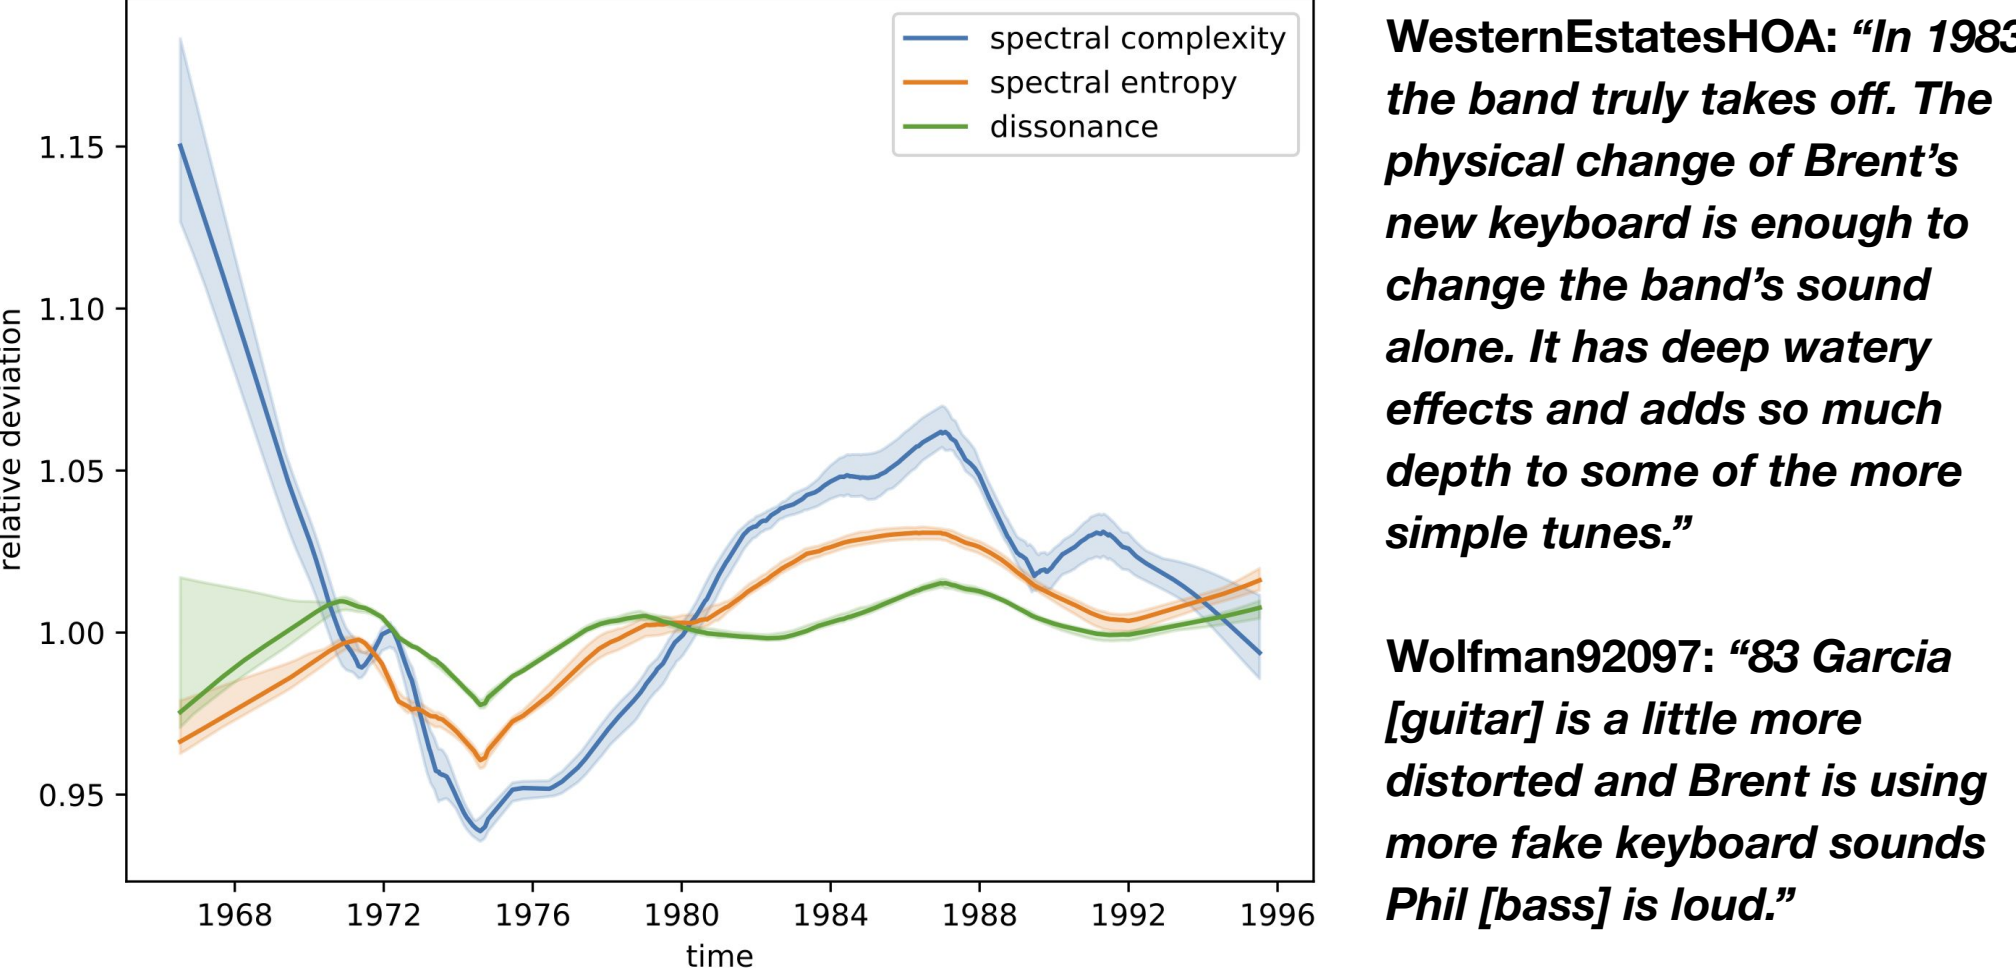 spectral complexity
spectral entropy
dissonance
1.15
1.10
1.05
1.00
0.95
relative deviation
1968 1972 1976 1980 1984 1988 1992 1996
time
WesternEstatesHOA: “In 1983
the band truly takes off. The
physical change of Brent’s
new keyboard is enough to
change the band’s sound
alone. It has deep watery
effects and adds so much
depth to some of the more
simple tunes.”
Wolfman92097: “83 Garcia
[guitar] is a little more
distorted and Brent is using
more fake keyboard sounds
Phil [bass] is loud.”